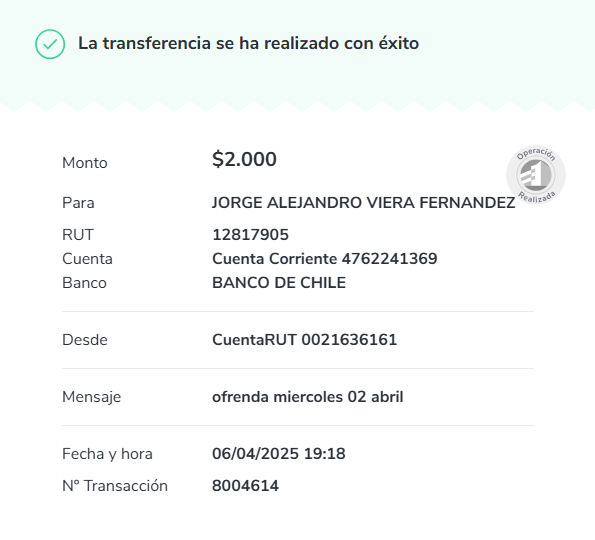 La transferencia se ha realizado con éxito
Monto $2.000
Operación
Realizada
Para JORGE ALEJANDRO VIERA FERNANDEZ
RUT 12817905
Cuenta Cuenta Corriente 4762241369
Banco BANCO DE CHILE
Desde CuentaRUT 0021636161
Mensaje ofrenda miercoles 02 abril
Fecha y hora 06/04/2025 19:18
Nº Transacción 8004614